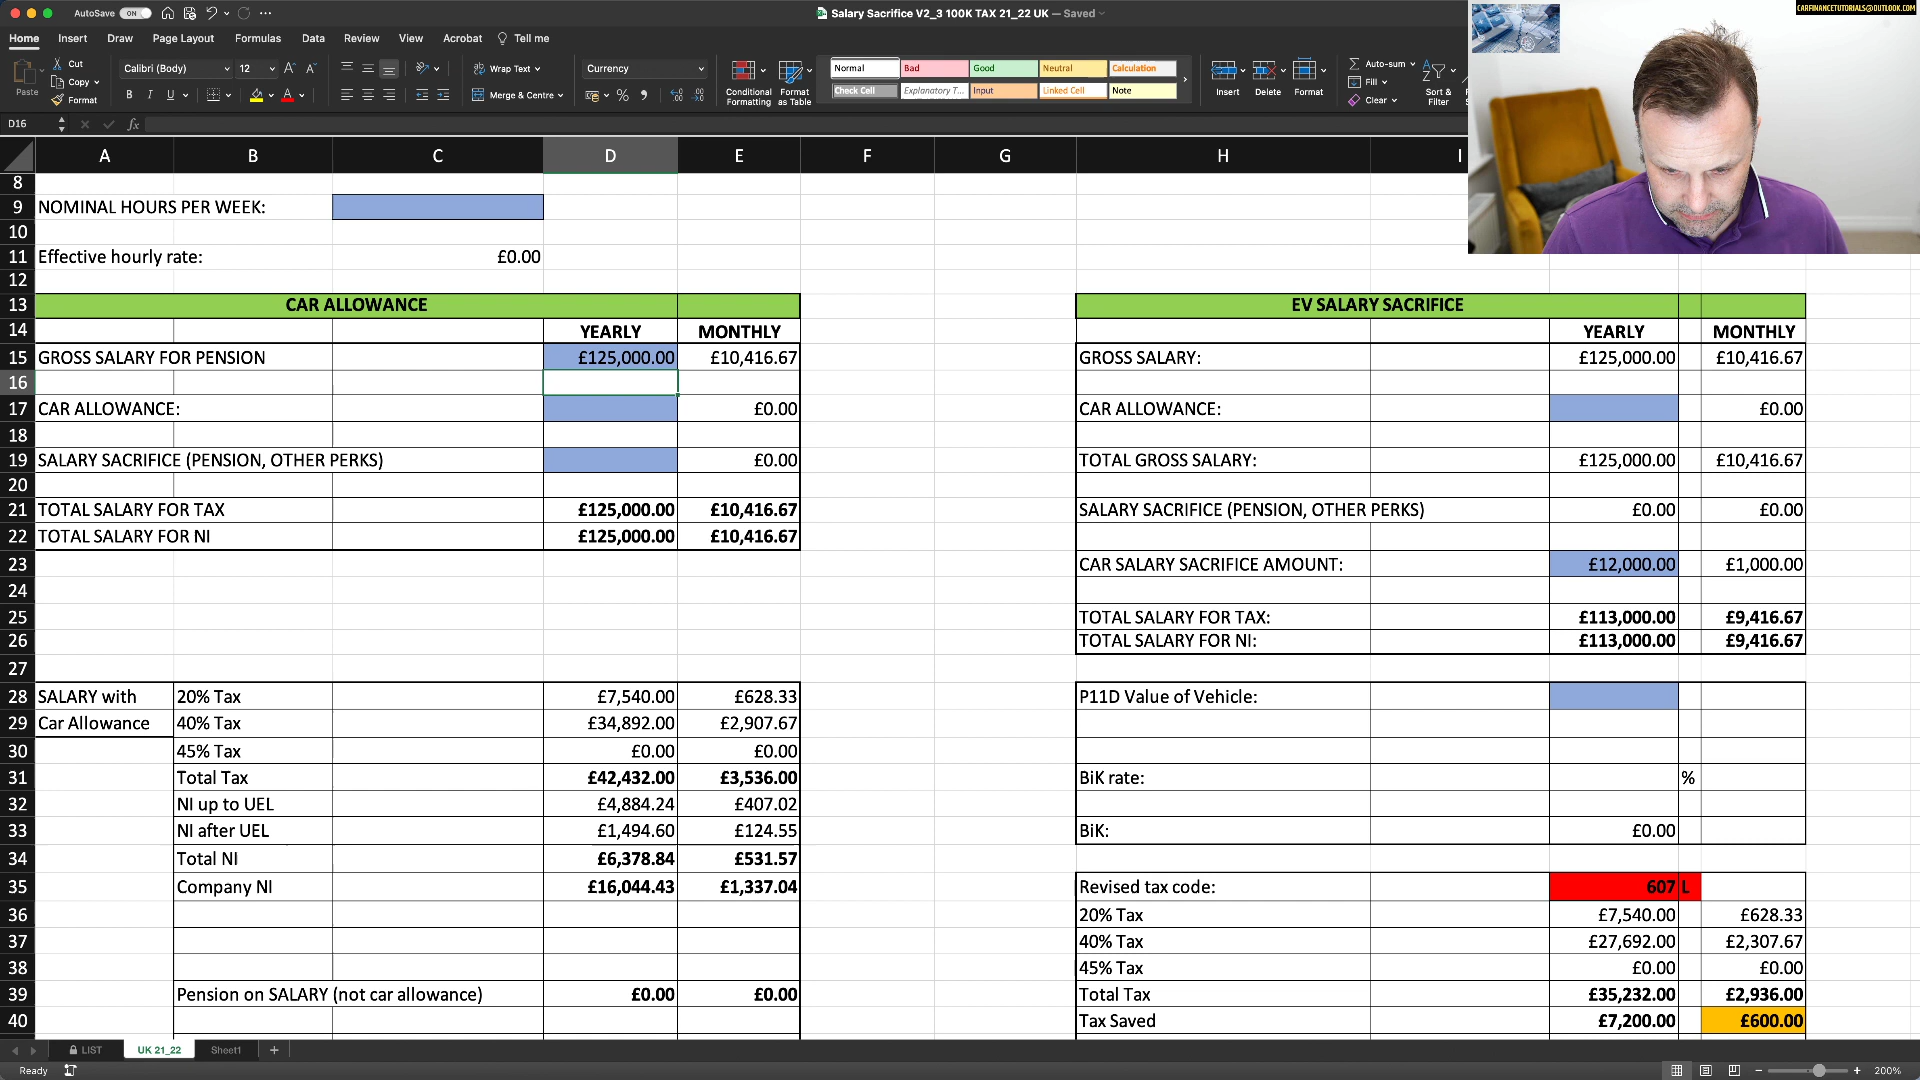 AutoSave ON
Salary Sacrifice V2_3 100K TAX 21_22 UK — Saved
CARFINANCETUTORIALS@OUTLOOK.COM
Home Insert Draw Page Layout Formulas Data Review View Acrobat Tell me
Paste Cut Copy Format
Calibri (Body) 12
B I U
Wrap Text
Merge & Centre
Currency
Conditional Formatting
Format as Table
Normal Bad Good Neutral Calculation
Check Cell Explanatory T... Input Linked Cell Note
Insert Delete Format
Auto-sum
Fill
Clear
Sort & Filter
D16 fx
A B C D E F G H I
8
9 NOMINAL HOURS PER WEEK:
10
11 Effective hourly rate: £0.00
12
13 CAR ALLOWANCE EV SALARY SACRIFICE
14 YEARLY MONTHLY YEARLY MONTHLY
15 GROSS SALARY FOR PENSION £125,000.00 £10,416.67 GROSS SALARY: £125,000.00 £10,416.67
16
17 CAR ALLOWANCE: £0.00 CAR ALLOWANCE: £0.00
18
19 SALARY SACRIFICE (PENSION, OTHER PERKS) £0.00 TOTAL GROSS SALARY: £125,000.00 £10,416.67
20
21 TOTAL SALARY FOR TAX £125,000.00 £10,416.67 SALARY SACRIFICE (PENSION, OTHER PERKS) £0.00 £0.00
22 TOTAL SALARY FOR NI £125,000.00 £10,416.67
23 CAR SALARY SACRIFICE AMOUNT: £12,000.00 £1,000.00
24
25 TOTAL SALARY FOR TAX: £113,000.00 £9,416.67
26 TOTAL SALARY FOR NI: £113,000.00 £9,416.67
27
28 SALARY with 20% Tax £7,540.00 £628.33 P11D Value of Vehicle:
29 Car Allowance 40% Tax £34,892.00 £2,907.67
30 45% Tax £0.00 £0.00
31 Total Tax £42,432.00 £3,536.00 BiK rate: %
32 NI up to UEL £4,884.24 £407.02
33 NI after UEL £1,494.60 £124.55 BiK: £0.00
34 Total NI £6,378.84 £531.57
35 Company NI £16,044.43 £1,337.04 Revised tax code: 607 L
36 20% Tax £7,540.00 £628.33
37 40% Tax £27,692.00 £2,307.67
38 45% Tax £0.00 £0.00
39 Pension on SALARY (not car allowance) £0.00 £0.00 Total Tax £35,232.00 £2,936.00
40 Tax Saved £7,200.00 £600.00
LIST UK 21_22 Sheet1 +
Ready
200%